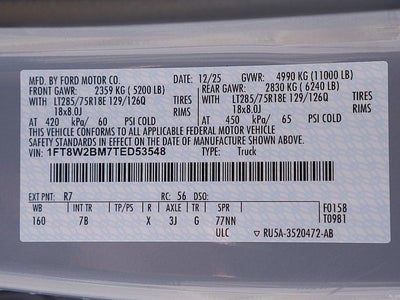 MFD. BY FORD MOTOR CO. 12/25 GVWR: 4990 KG (11000 LB)
FRONT GAWR: 2359 KG (5200 LB) REAR GAWR: 2830 KG (6240 LB)
WITH LT285/75R18E 129/126Q TIRES WITH LT285/75R18E 129/126Q TIRES
18x8.0J RIMS 18x8.0J RIMS
AT 420 kPa/ 60 PSI COLD AT 450 kPa/ 65 PSI COLD
THIS VEHICLE CONFORMS TO ALL APPLICABLE FEDERAL MOTOR VEHICLE
SAFETY STANDARDS IN EFFECT ON THE DATE OF MANUFACTURE SHOWN ABOVE.
VIN: 1FT8W2BM7TED53548 TYPE: Truck
EXT PNT: R7 RC: 56 DSO: F0158
WB INT TR TP/PS R AXLE TR SPR T0981
160 7B X 3J G 77NN
ULC ▽ RU5A-3520472-AB